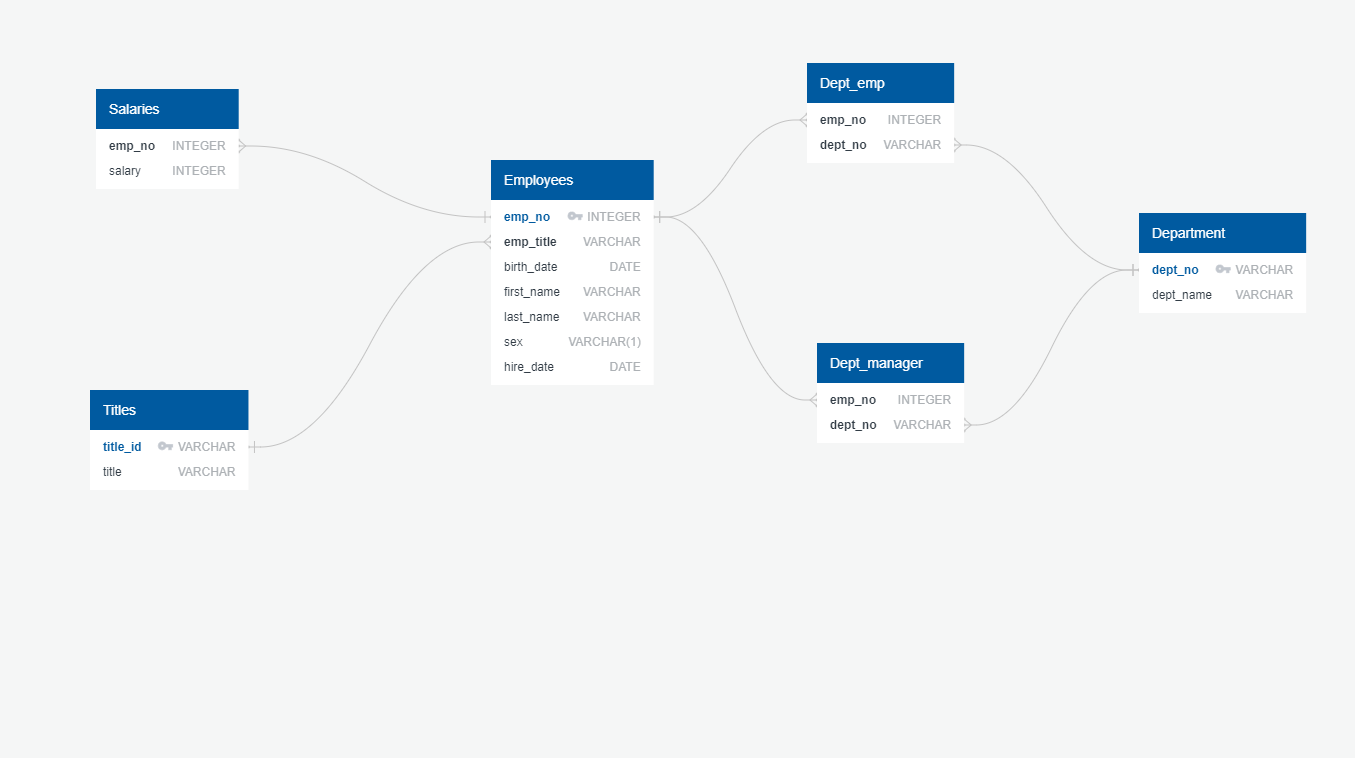 Salaries
emp_no INTEGER
salary INTEGER
Titles
title_id VARCHAR
title VARCHAR
Employees
emp_no INTEGER
emp_title VARCHAR
birth_date DATE
first_name VARCHAR
last_name VARCHAR
sex VARCHAR(1)
hire_date DATE
Dept_emp
emp_no INTEGER
dept_no VARCHAR
Dept_manager
emp_no INTEGER
dept_no VARCHAR
Department
dept_no VARCHAR
dept_name VARCHAR